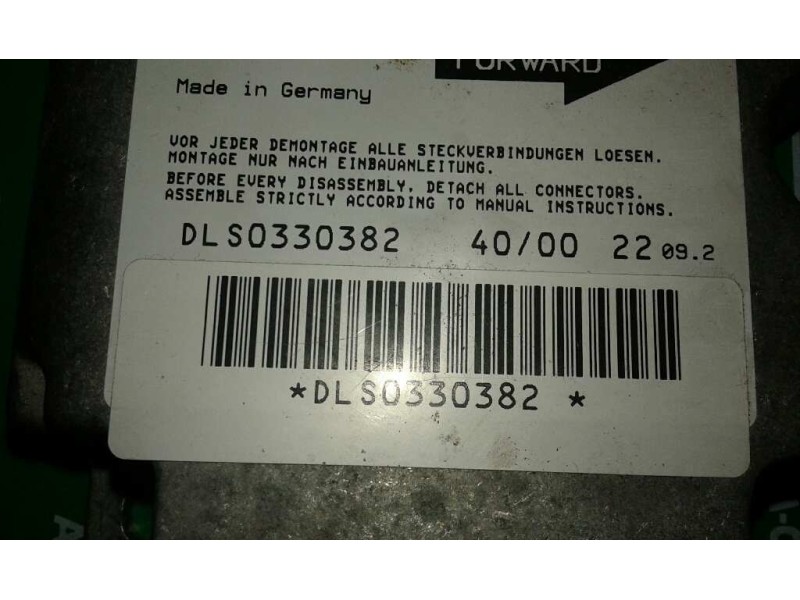 FORWARD
Made in Germany
VOR JEDER DEMONTAGE ALLE STECKVERBINDUNGEN LOESEN.
MONTAGE NUR NACH EINBAUANLEITUNG.
BEFORE EVERY DISASSEMBLY, DETACH ALL CONNECTORS.
ASSEMBLE STRICTLY ACCORDING TO MANUAL INSTRUCTIONS.
DLS0330382 40/00 22 09.2
*DLS0330382 *